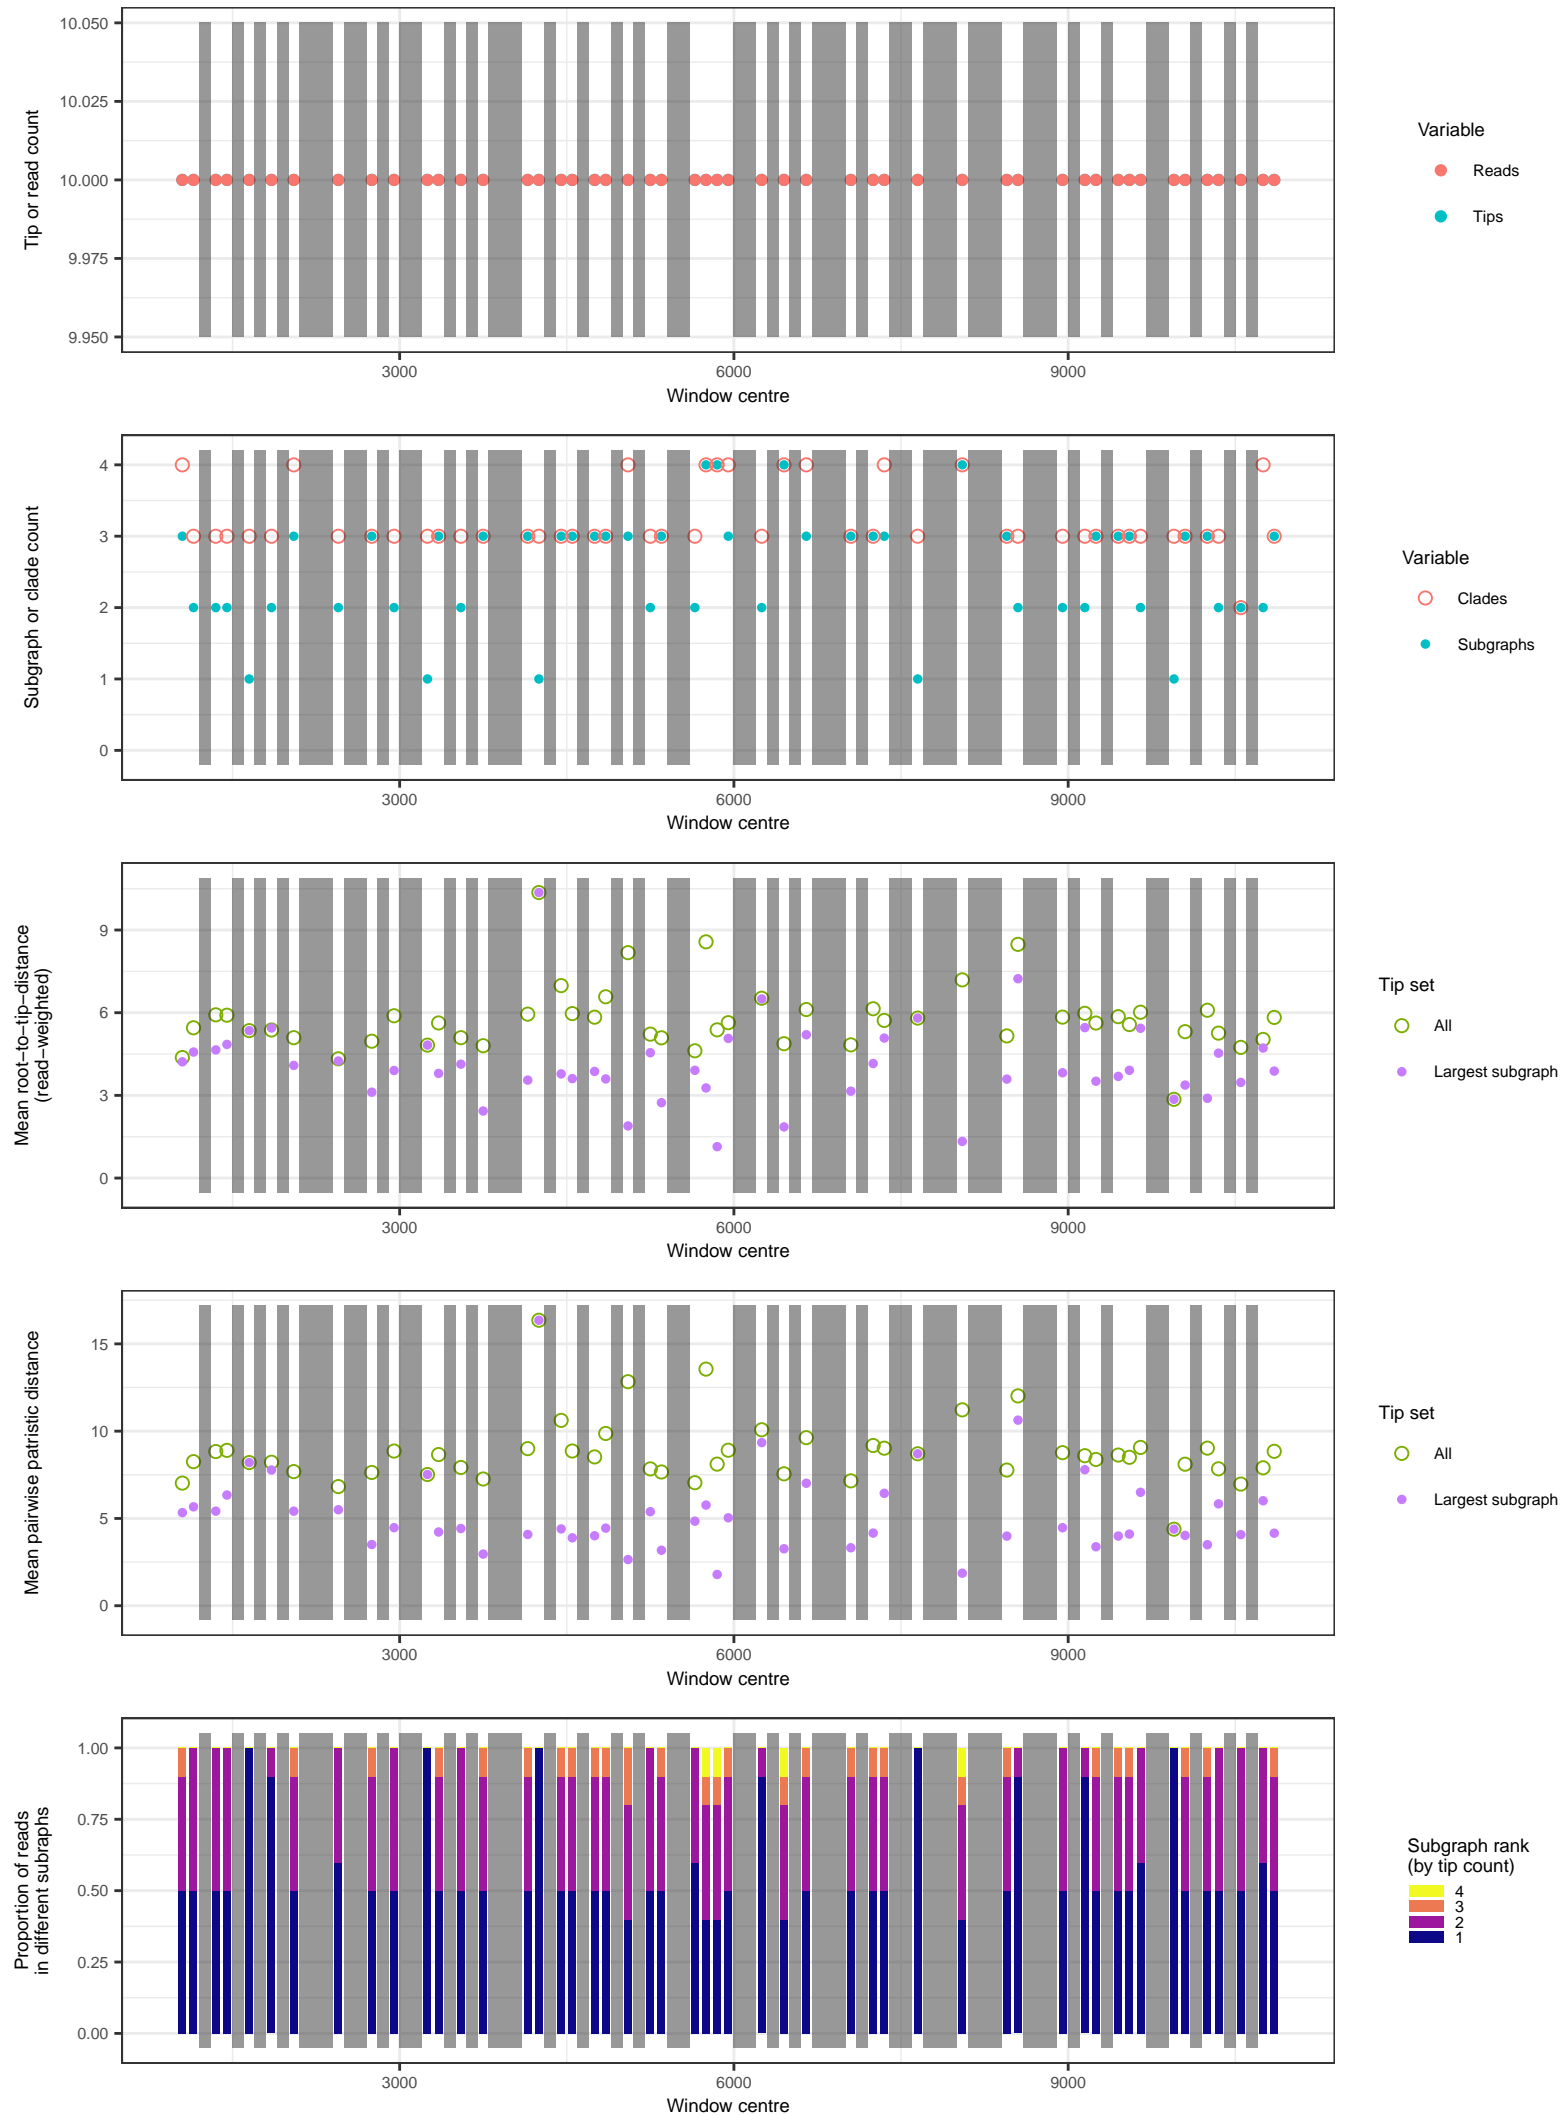 10.050
10.025
10.000
9.975
9.950
Tip or read count
3000
6000
9000
Window centre
Variable
Reads
Tips
4
3
2
1
0
Subgraph or clade count
3000
6000
9000
Window centre
Variable
Clades
Subgraphs
9
6
3
0
Mean root−to−tip−distance
(read−weighted)
3000
6000
9000
Window centre
Tip set
All
Largest subgraph
15
10
5
0
Mean pairwise patristic distance
3000
6000
9000
Window centre
Tip set
All
Largest subgraph
1.00
0.75
0.50
0.25
0.00
Proportion of reads
in different subraphs
3000
6000
9000
Window centre
Subgraph rank
(by tip count)
4
3
2
1